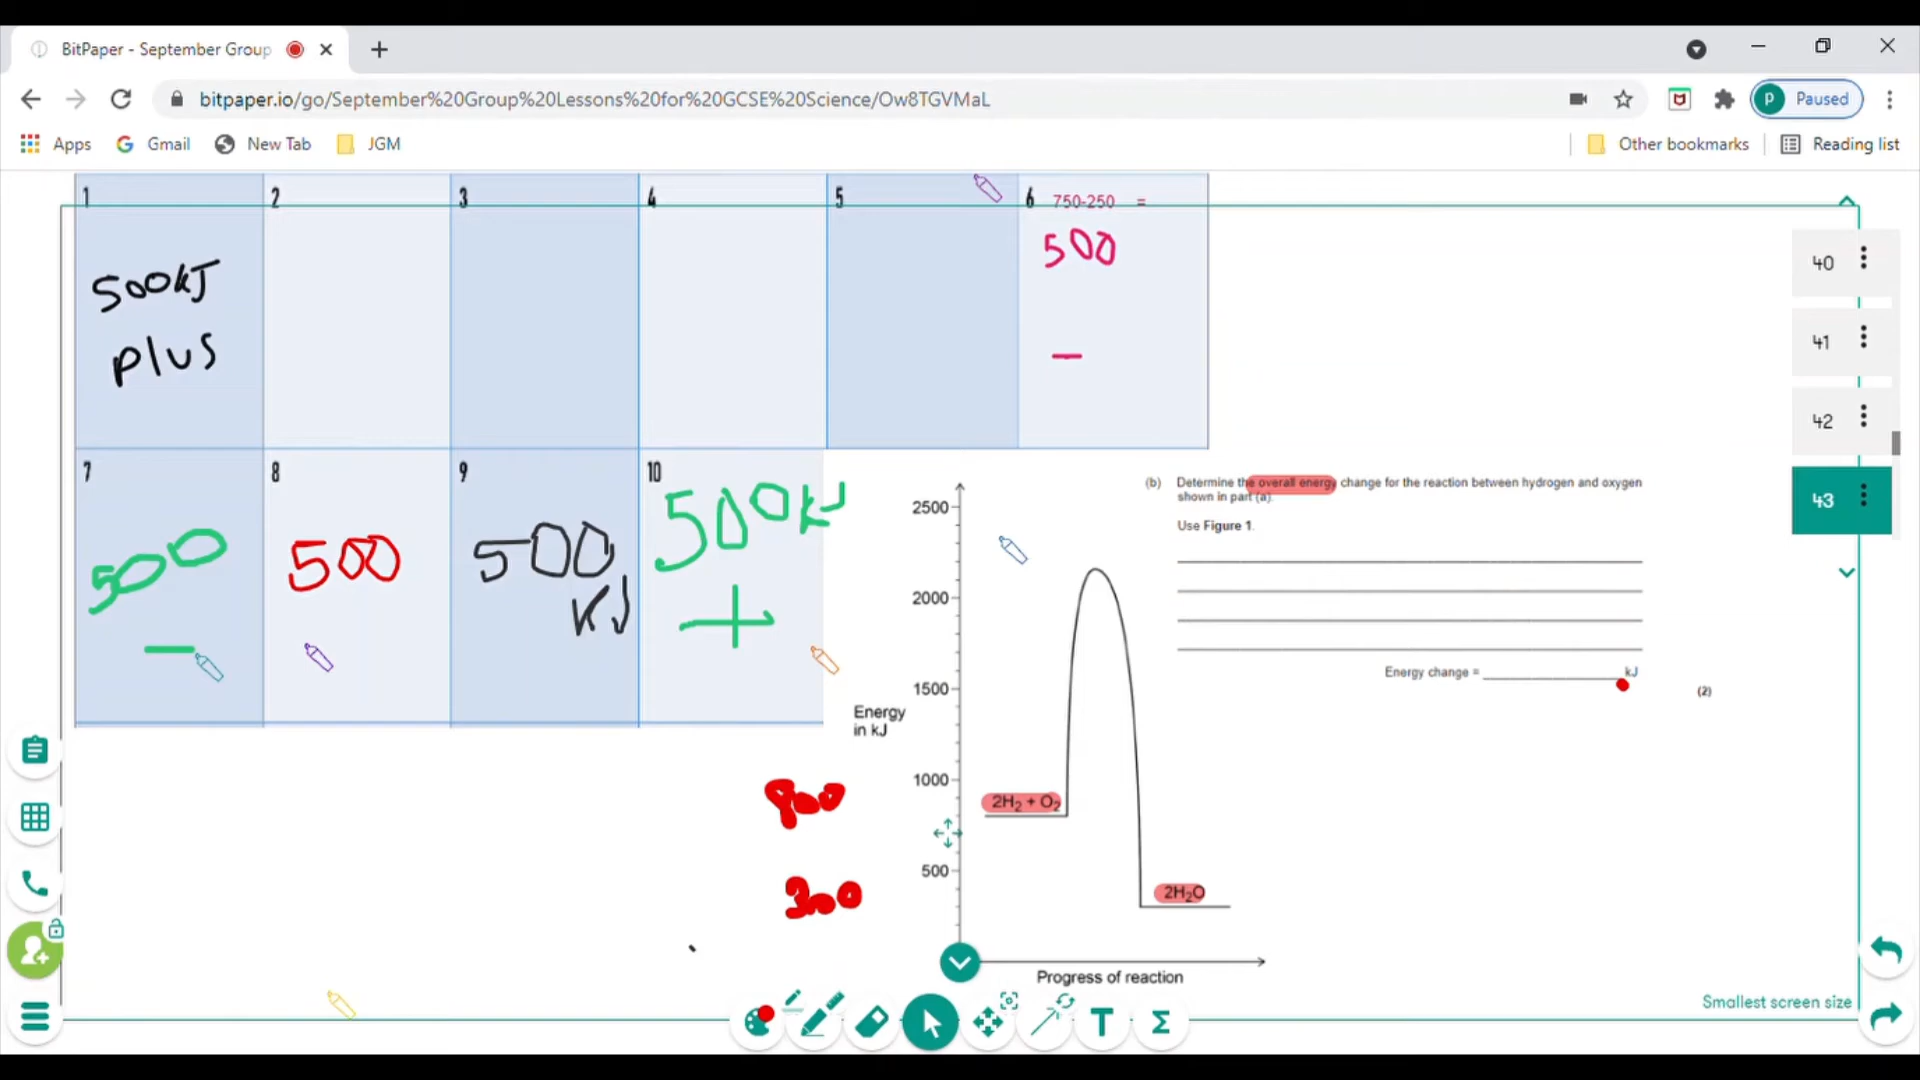 BitPaper - September Group
bitpaper.io/go/September%20Group%20Lessons%20for%20GCSE%20Science/Ow8TGVMaL
P Paused
Apps Gmail New Tab JGM Other bookmarks Reading list
1 2 3 4 5 6 750-250 =
500
500kJ
plus
—
40
41
42
43
7 8 9 10
500
–
500
500
KJ
500kJ
+
(b) Determine the overall energy change for the reaction between hydrogen and oxygen
shown in part (a).
Use Figure 1.
Energy change = ____ kJ
(2)
2500
2000
1500
1000
500
Energy
in kJ
2H₂ + O₂
2H₂O
Progress of reaction
800
300
T Σ
Smallest screen size